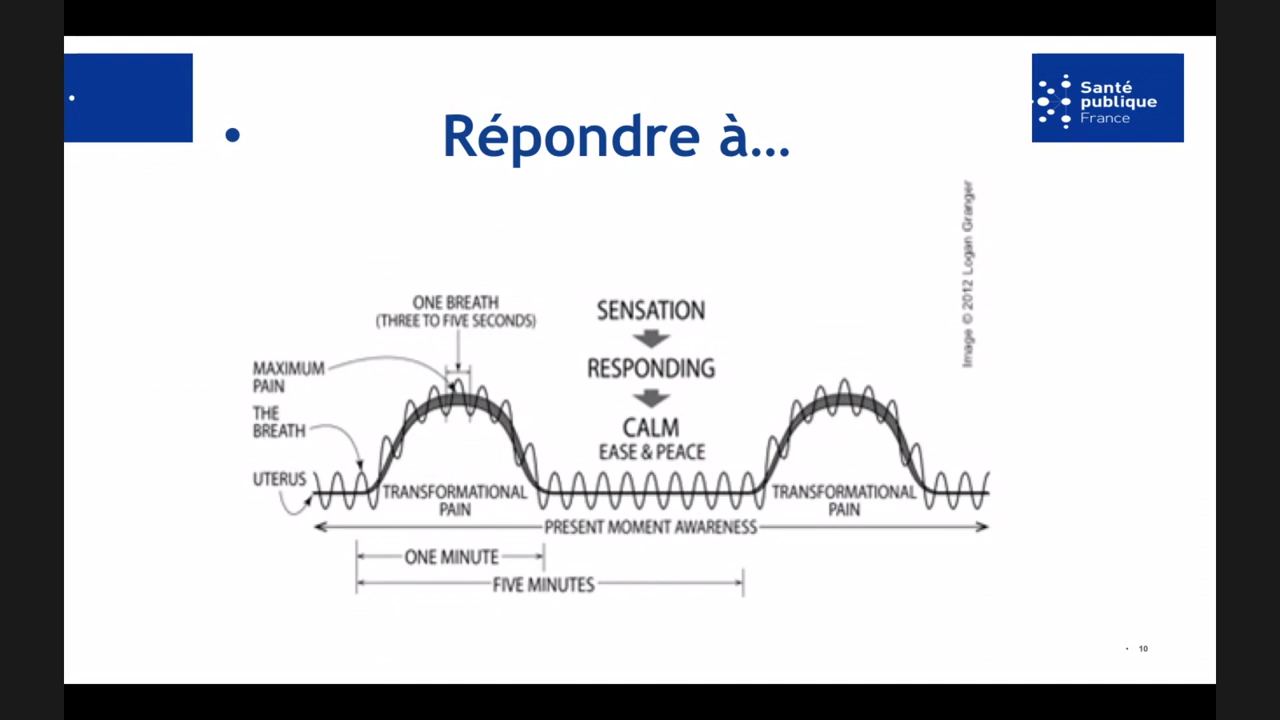 Santé
publique
France
• Répondre à...
Image © 2012 Logan Granger
ONE BREATH
(THREE TO FIVE SECONDS)
SENSATION
MAXIMUM
PAIN
RESPONDING
THE
BREATH
CALM
EASE & PEACE
UTERUS
TRANSFORMATIONAL
PAIN
TRANSFORMATIONAL
PAIN
PRESENT MOMENT AWARENESS
ONE MINUTE
FIVE MINUTES
• 10